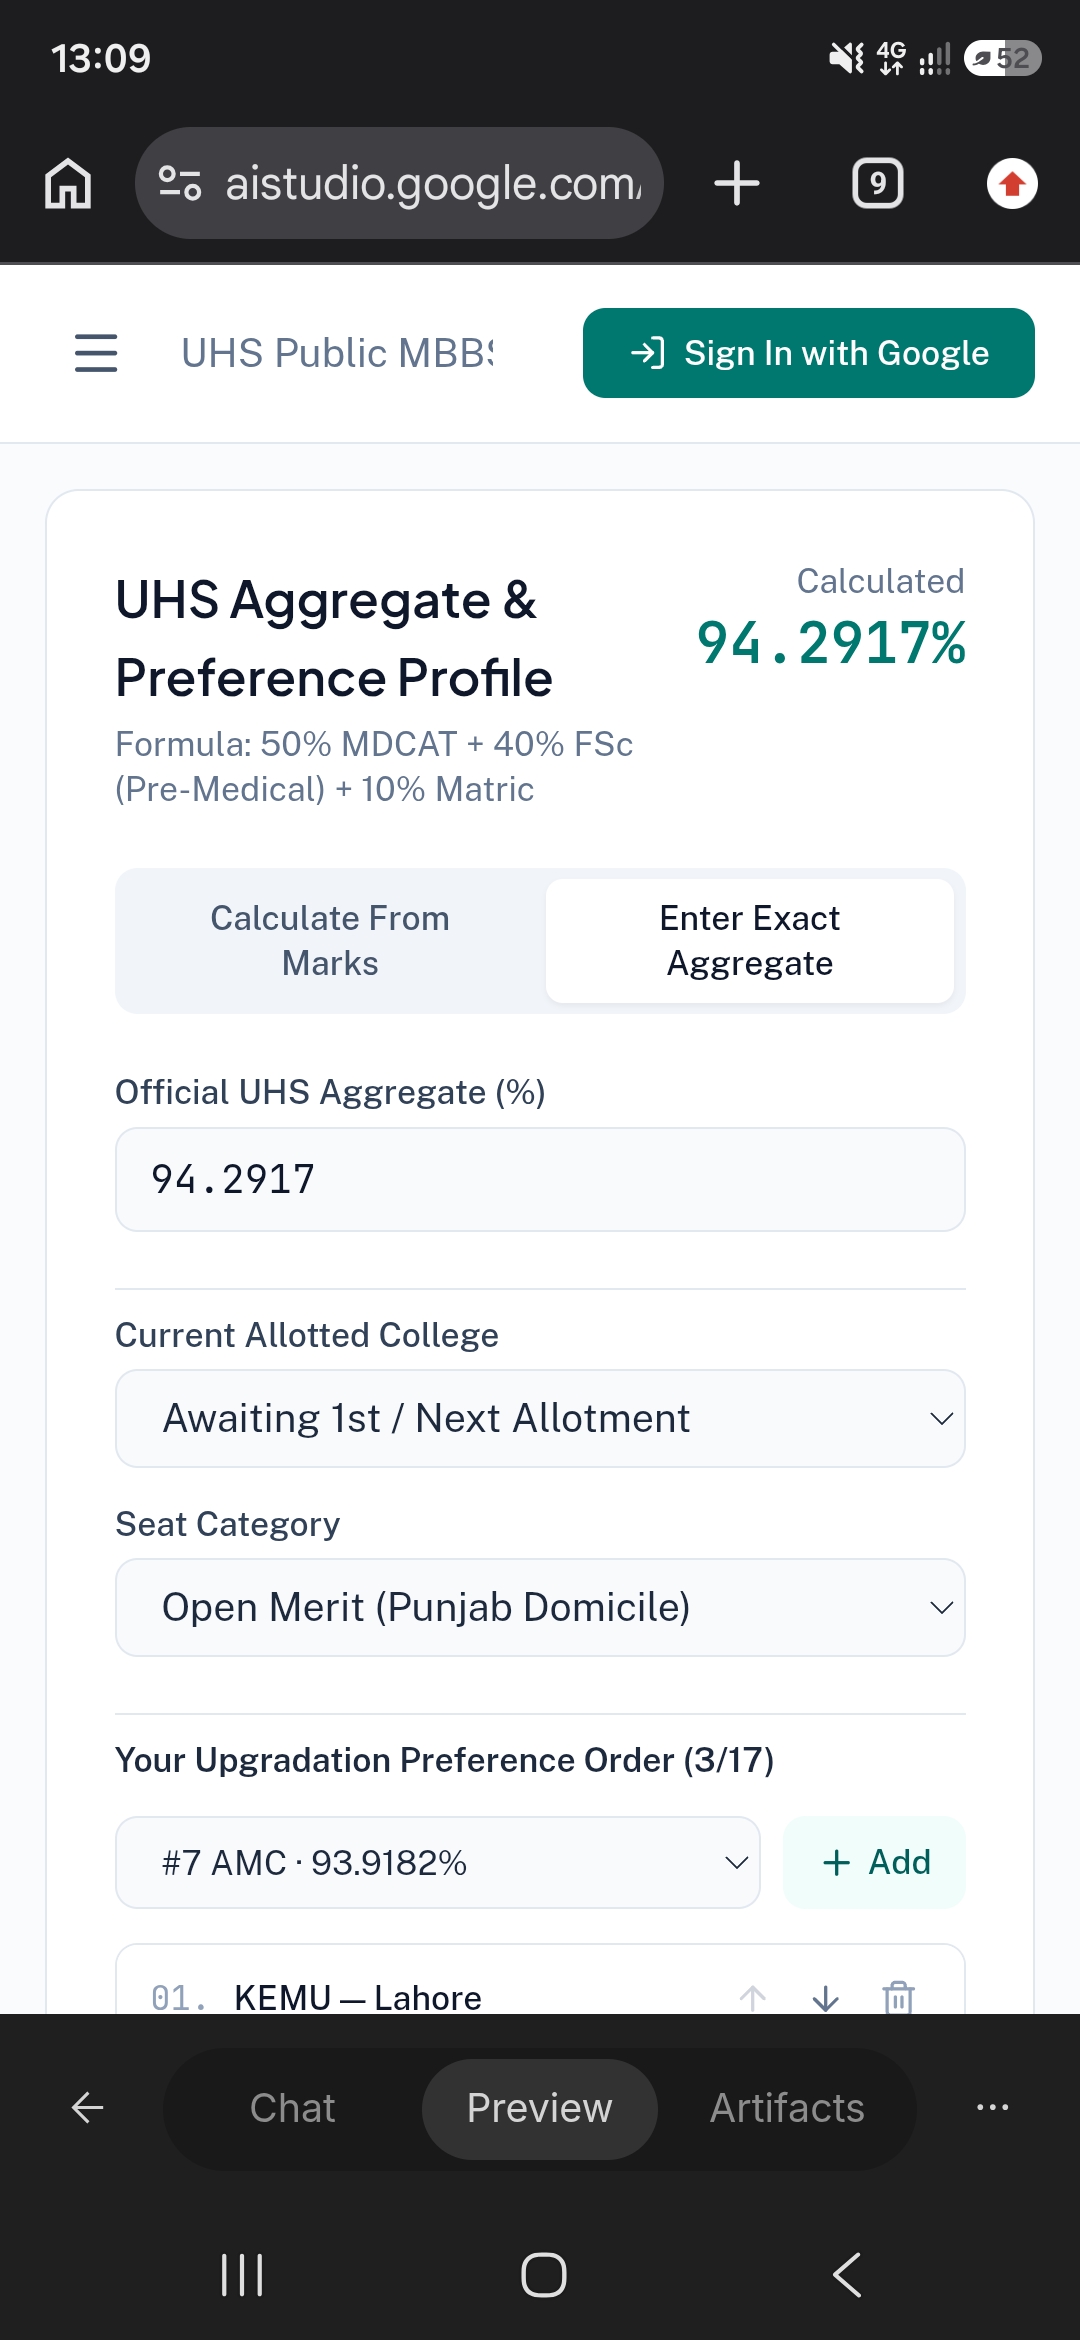 13:09
4G
52
aistudio.google.com/
9
UHS Public MBBS
Sign In with Google
UHS Aggregate &
Preference Profile
Calculated
94.2917%
Formula: 50% MDCAT + 40% FSc
(Pre-Medical) + 10% Matric
Calculate From
Marks
Enter Exact
Aggregate
Official UHS Aggregate (%)
94.2917
Current Allotted College
Awaiting 1st / Next Allotment
Seat Category
Open Merit (Punjab Domicile)
Your Upgradation Preference Order (3/17)
#7 AMC · 93.9182%
+ Add
01. KEMU — Lahore
Chat
Preview
Artifacts